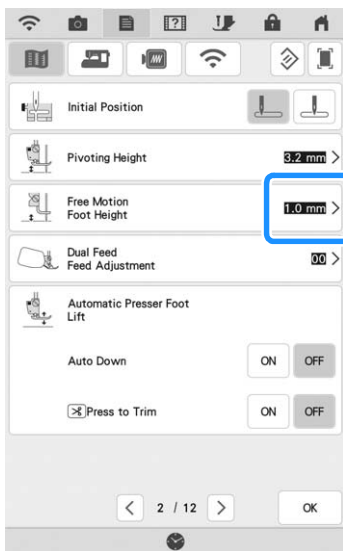 Initial Position
Pivoting Height
3.2 mm >
Free Motion
Foot Height
1.0 mm >
Dual Feed
Feed Adjustment
00 >
Automatic Presser Foot
Lift
Auto Down
ON
OFF
Press to Trim
ON
OFF
< 2 / 12 >
OK